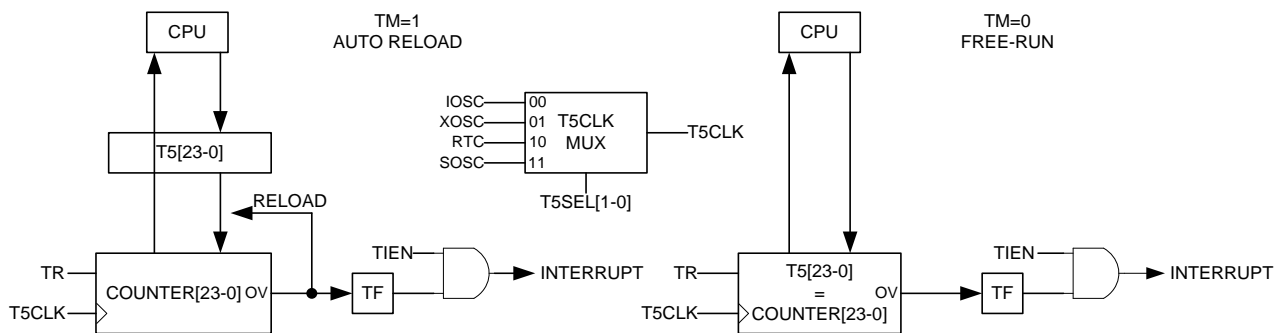 CPU
TM=1
AUTO RELOAD
T5[23-0]
RELOAD
TR
T5CLK
COUNTER[23-0]
OV
TF
TIEN
INTERRUPT
IOSC
XOSC
RTC
SOSC
00
01
10
11
T5CLK
MUX
T5CLK
T5SEL[1-0]
CPU
TM=0
FREE-RUN
TR
T5CLK
T5[23-0]
=
COUNTER[23-0]
OV
TF
TIEN
INTERRUPT